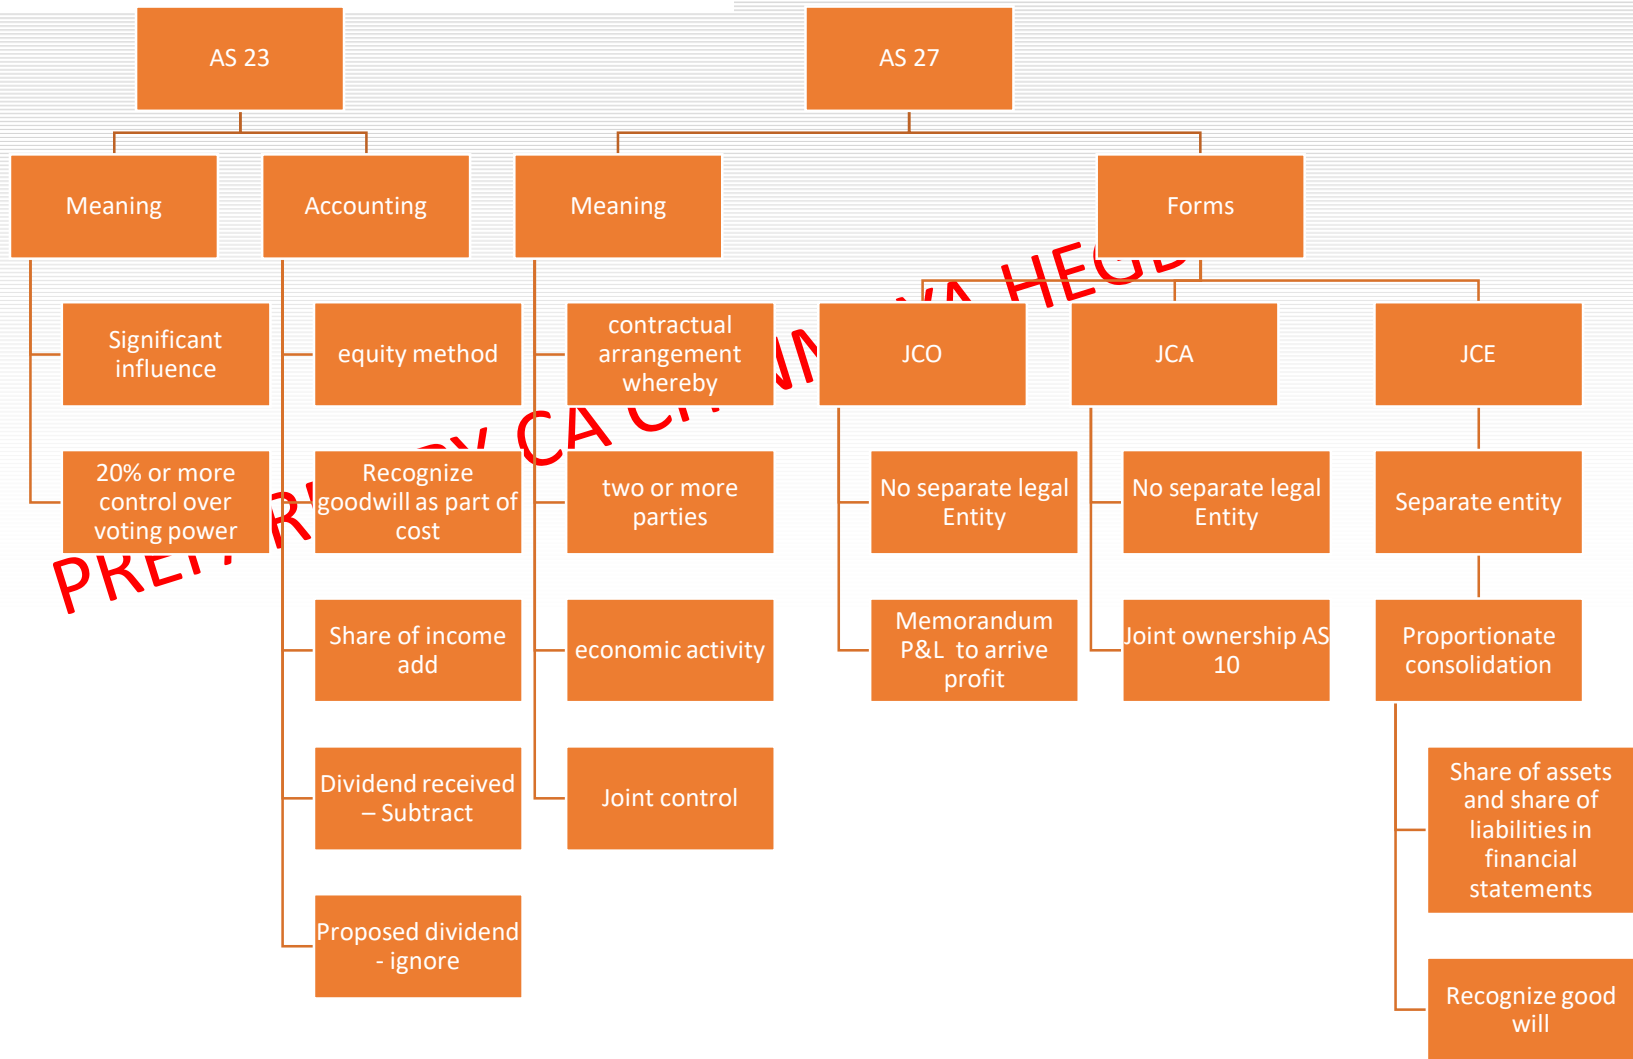 AS 23
Meaning
Significant
influence
20% or more
control over
voting power
Accounting
equity method
Recognize
goodwill as part of
cost
Share of income
add
Dividend received
– Subtract
Proposed dividend
- ignore
AS 27
Meaning
contractual
arrangement
whereby
two or more
parties
economic activity
Joint control
Forms
JCO
No separate legal
Entity
Memorandum
P&L to arrive
profit
JCA
No separate legal
Entity
Joint ownership AS
10
JCE
Separate entity
Proportionate
consolidation
Share of assets
and share of
liabilities in
financial
statements
Recognize good
will
CA